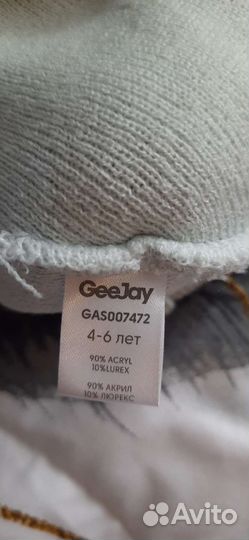 GeeJay
GAS007472
4-6 лет
90% ACRYL
10%LUREX
90% АКРИЛ
10% ЛЮРЕКС
Avito